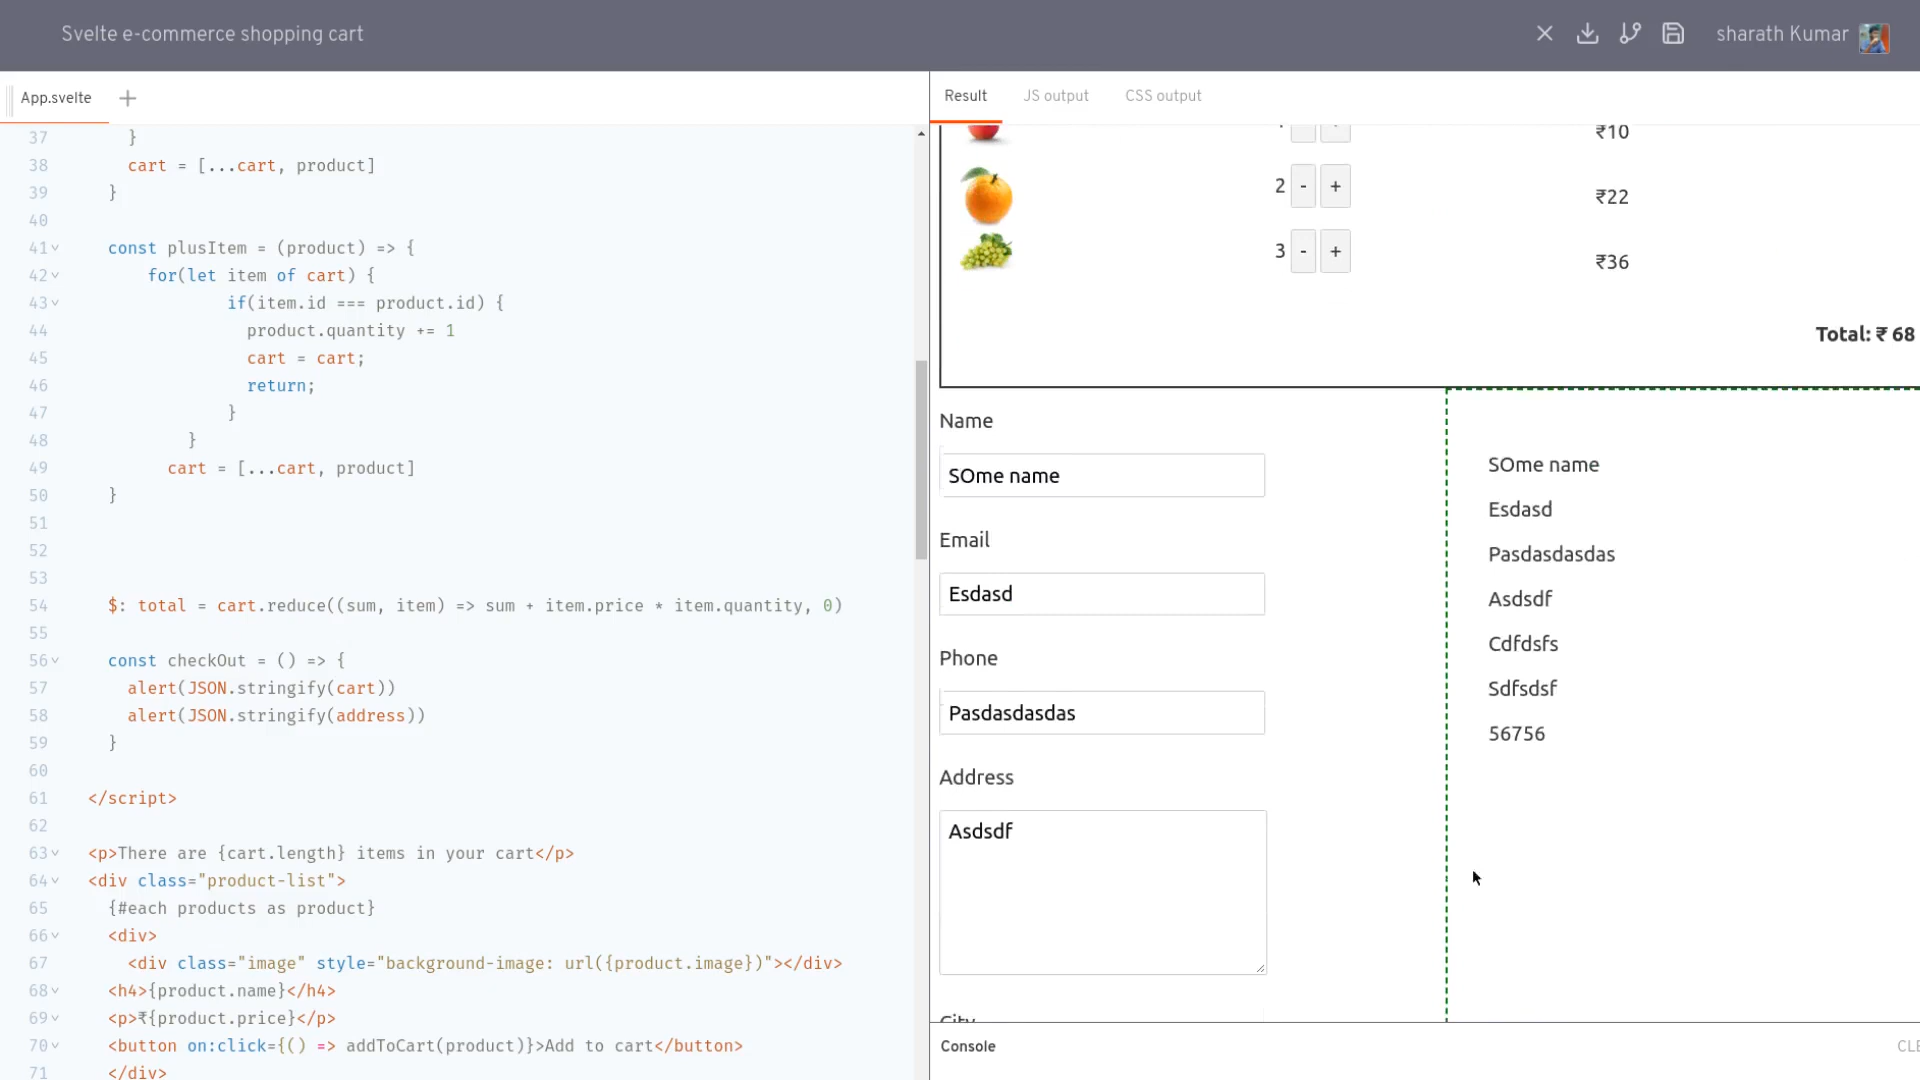 Svelte e-commerce shopping cart
sharath Kumar
App.svelte
37 }
38 cart = [...cart, product]
39 }
40
41 const plusItem = (product) => {
42 for(let item of cart) {
43 if(item.id === product.id) {
44 product.quantity += 1
45 cart = cart;
46 return;
47 }
48 }
49 cart = [...cart, product]
50 }
51
52
53
54 $: total = cart.reduce((sum, item) => sum + item.price * item.quantity, 0)
55
56 const checkOut = () => {
57 alert(JSON.stringify(cart))
58 alert(JSON.stringify(address))
59 }
60
61 </script>
62
63 <p>There are {cart.length} items in your cart</p>
64 <div class="product-list">
65 {#each products as product}
66 <div>
67 <div class="image" style="background-image: url({product.image})"></div>
68 <h4>{product.name}</h4>
69 <p>₹{product.price}</p>
70 <button on:click={() => addToCart(product)}>Add to cart</button>
71 </div>
Result JS output CSS output
₹10
2 - + ₹22
3 - + ₹36
Total: ₹ 68
Name
SOme name
Email
Esdasd
Phone
Pasdasdasdas
Address
Asdsdf
City
SOme name
Esdasd
Pasdasdasdas
Asdsdf
Cdfdsfs
Sdfsdsf
56756
Console
CLE